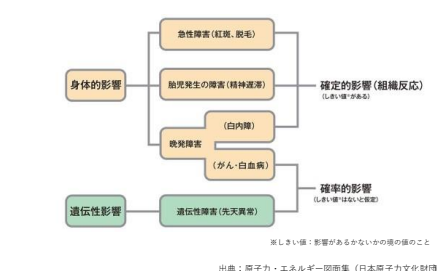 急性障害(紅斑、脱毛)
身体的影響
胎児発生の障害(精神遅滞)
確定的影響(組織反応)
(しきい値*がある)
(白内障)
晩発障害
(がん・白血病)
確率的影響
(しきい値*はないと仮定)
遺伝性影響
遺伝性障害(先天異常)
※しきい値:影響があるかないかの境の値のこと
出典:原子力・エネルギー図面集(日本原子力文化財団